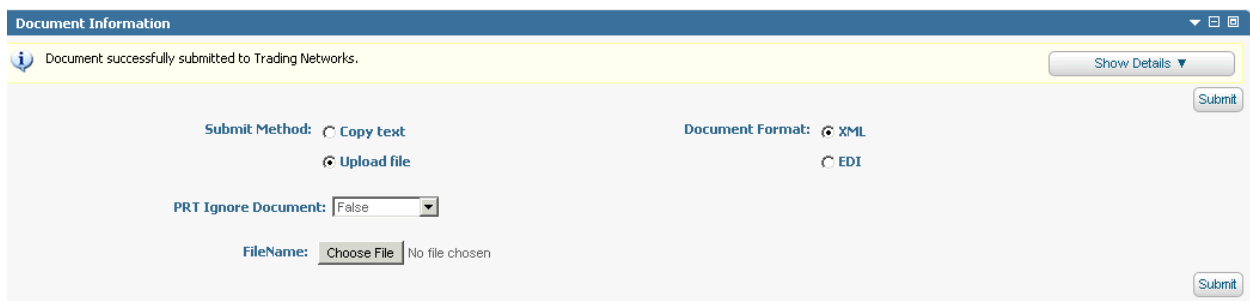 Document Information
Document successfully submitted to Trading Networks.
Show Details ▼
Submit
Submit Method: Copy text Document Format: XML
Upload file EDI
PRT Ignore Document: False
FileName: Choose File No file chosen
Submit